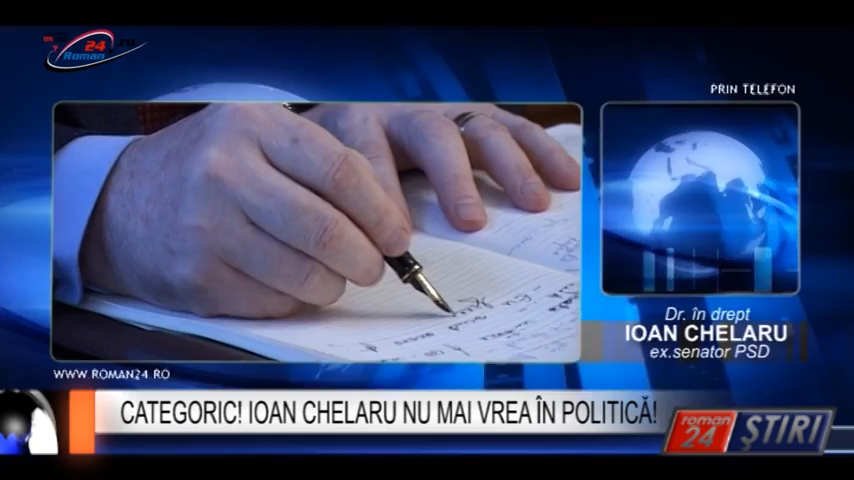 24
Roman
PRIN TELEFON
Dr. în drept
IOAN CHELARU
ex.senator PSD
WWW.ROMAN24.RO
CATEGORIC! IOAN CHELARU NU MAI VREA ÎN POLITICĂ!
roman
24
ȘTIRI